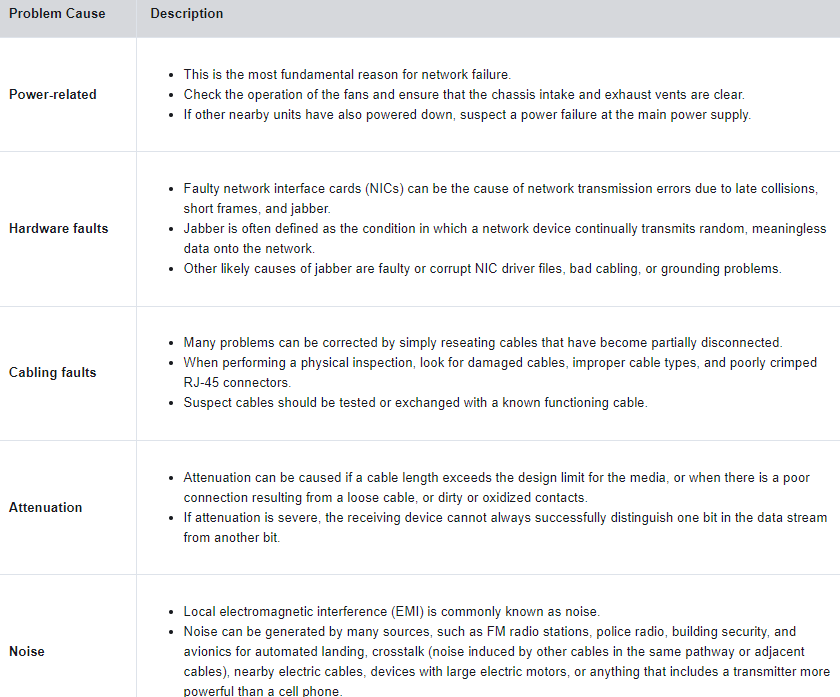 Problem Cause Description
Power-related
• This is the most fundamental reason for network failure.
• Check the operation of the fans and ensure that the chassis intake and exhaust vents are clear.
• If other nearby units have also powered down, suspect a power failure at the main power supply.
Hardware faults
• Faulty network interface cards (NICs) can be the cause of network transmission errors due to late collisions,
short frames, and jabber.
• Jabber is often defined as the condition in which a network device continually transmits random, meaningless
data onto the network.
• Other likely causes of jabber are faulty or corrupt NIC driver files, bad cabling, or grounding problems.
Cabling faults
• Many problems can be corrected by simply reseating cables that have become partially disconnected.
• When performing a physical inspection, look for damaged cables, improper cable types, and poorly crimped
RJ-45 connectors.
• Suspect cables should be tested or exchanged with a known functioning cable.
Attenuation
• Attenuation can be caused if a cable length exceeds the design limit for the media, or when there is a poor
connection resulting from a loose cable, or dirty or oxidized contacts.
• If attenuation is severe, the receiving device cannot always successfully distinguish one bit in the data stream
from another bit.
Noise
• Local electromagnetic interference (EMI) is commonly known as noise.
• Noise can be generated by many sources, such as FM radio stations, police radio, building security, and
avionics for automated landing, crosstalk (noise induced by other cables in the same pathway or adjacent
cables), nearby electric cables, devices with large electric motors, or anything that includes a transmitter more
powerful than a cell phone.